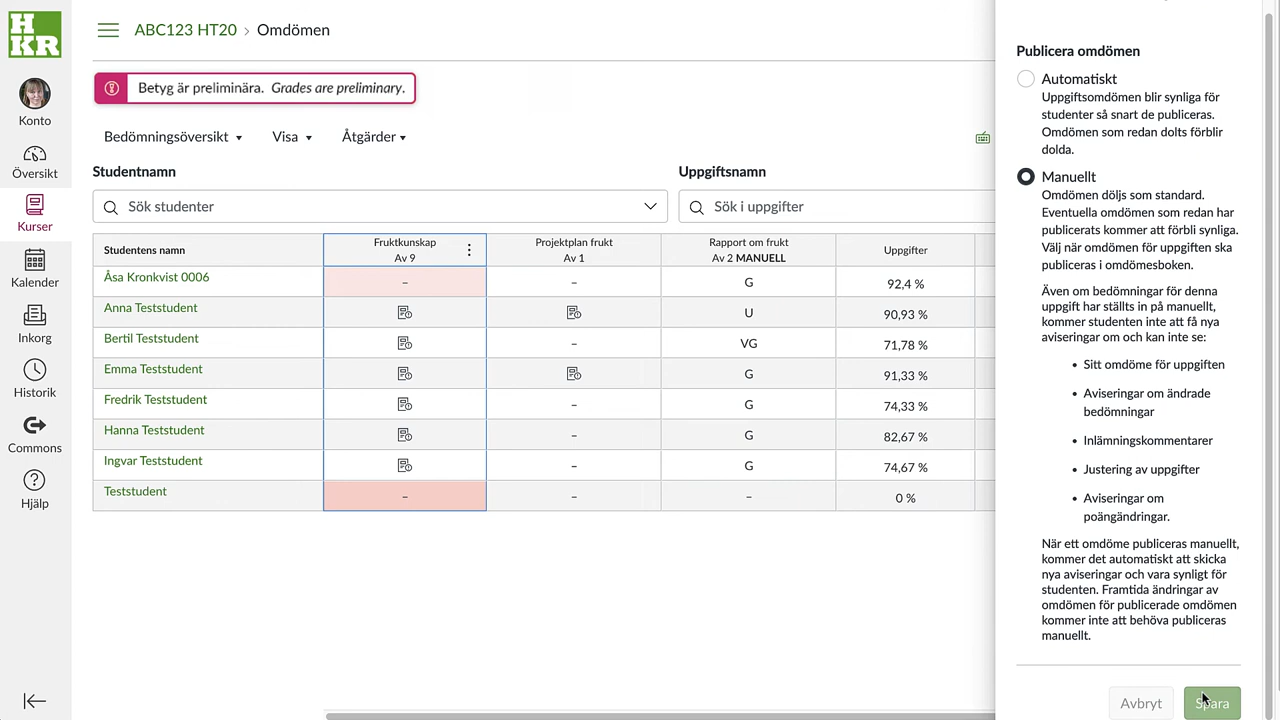 HKR
Konto
Översikt
Kurser
Kalender
Inkorg
Historik
Commons
Hjälp
ABC123 HT20 › Omdömen
Betyg är preliminära. Grades are preliminary.
Bedömningsöversikt Visa Åtgärder
Studentnamn Uppgiftsnamn
Sök studenter Sök i uppgifter
Studentens namn Fruktkunskap Av 9 Projektplan frukt Av 1 Rapport om frukt Av 2 MANUELL Uppgifter
Åsa Kronkvist 0006 – – G 92,4 %
Anna Teststudent U 90,93 %
Bertil Teststudent – VG 71,78 %
Emma Teststudent G 91,33 %
Fredrik Teststudent – G 74,33 %
Hanna Teststudent – G 82,67 %
Ingvar Teststudent – G 74,67 %
Teststudent – – – 0 %
Publicera omdömen
Automatiskt
Uppgiftsomdömen blir synliga för
studenter så snart de publiceras.
Omdömen som redan dolts förblir
dolda.
Manuellt
Omdömen döljs som standard.
Eventuella omdömen som redan har
publicerats kommer att förbli synliga.
Välj när omdömen för uppgiften ska
publiceras i omdömesboken.
Även om bedömningar för denna
uppgift har ställts in på manuellt,
kommer studenten inte att få nya
aviseringar om och kan inte se:
• Sitt omdöme för uppgiften
• Aviseringar om ändrade
bedömningar
• Inlämningskommentarer
• Justering av uppgifter
• Aviseringar om
poängändringar.
När ett omdöme publiceras manuellt,
kommer det automatiskt att skicka
nya aviseringar och vara synligt för
studenten. Framtida ändringar av
omdömen för publicerade omdömen
kommer inte att behöva publiceras
manuellt.
Avbryt Spara